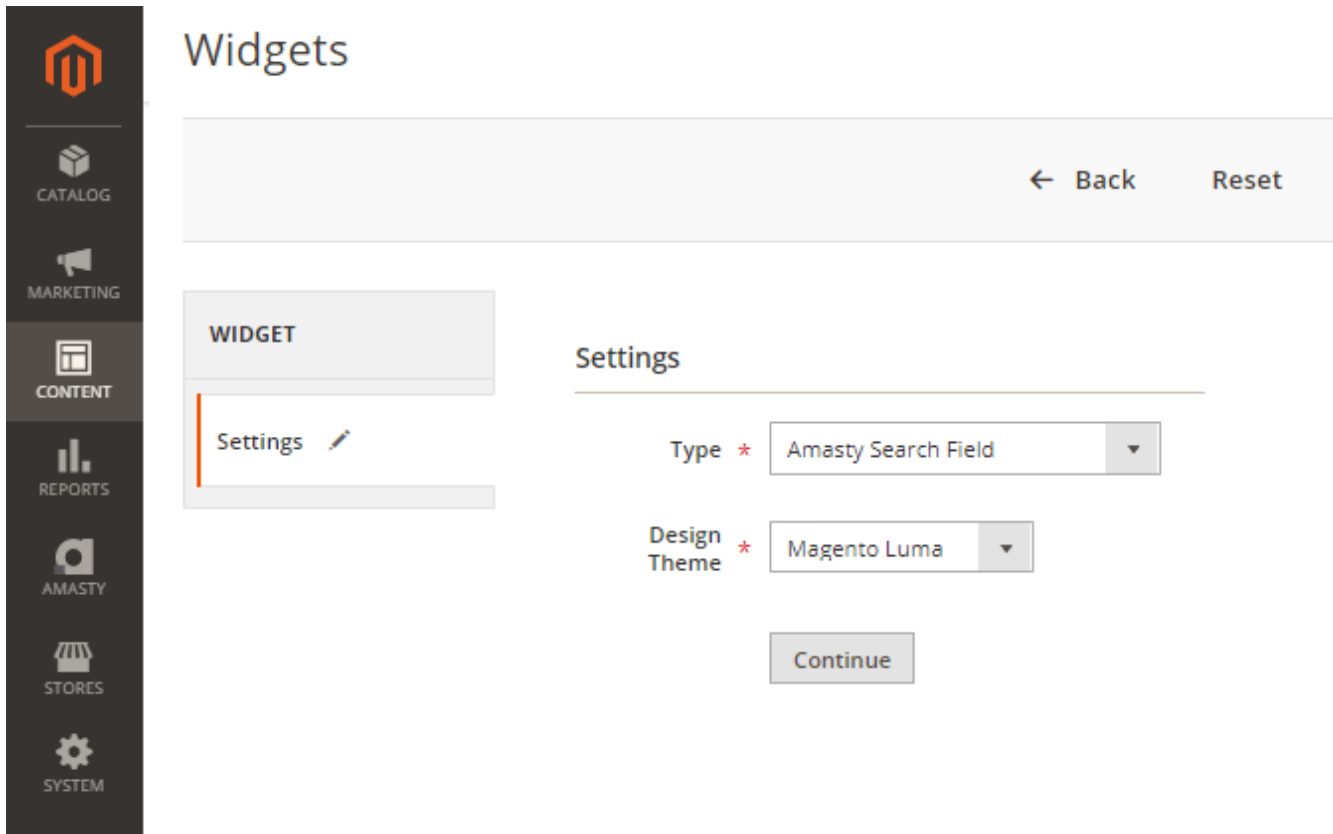 Widgets
CATALOG
MARKETING
CONTENT
REPORTS
AMASTY
STORES
SYSTEM
← Back Reset
WIDGET
Settings
Settings
Type * Amasty Search Field
Design
Theme * Magento Luma
Continue